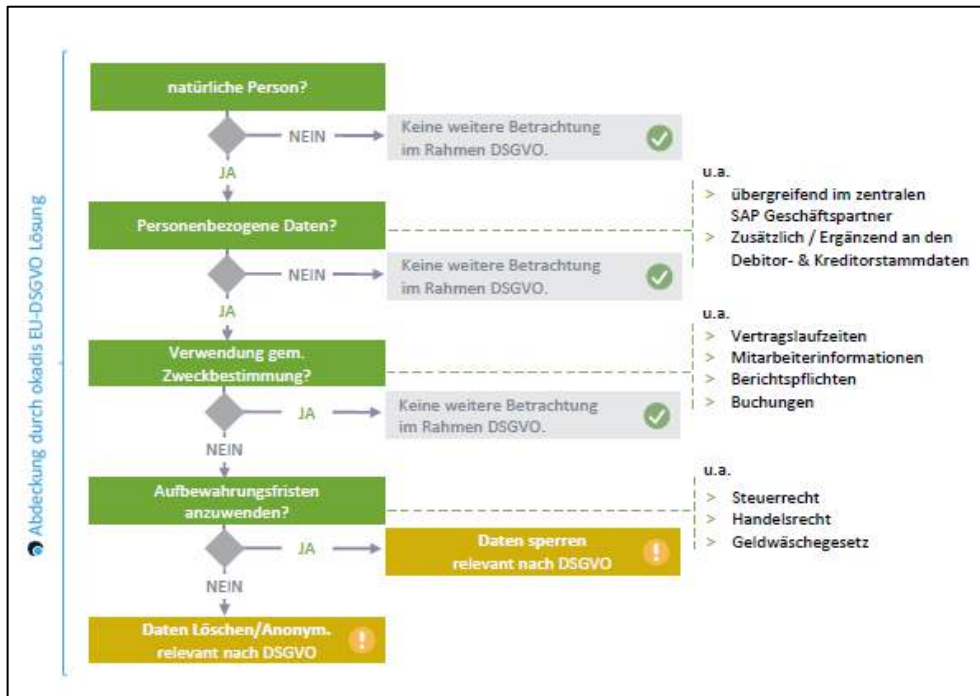 Abdeckung durch okadis EU-DSGVO Lösung
natürliche Person?
NEIN
Keine weitere Betrachtung
im Rahmen DSGVO.
JA
u.a.
> übergreifend im zentralen
SAP Geschäftspartner
> Zusätzlich / Ergänzend an den
Debitor- & Kreditorstammdaten
Personenbezogene Daten?
NEIN
Keine weitere Betrachtung
im Rahmen DSGVO.
JA
u.a.
> Vertragslaufzeiten
> Mitarbeiterinformationen
> Berichtspflichten
> Buchungen
Verwendung gem.
Zweckbestimmung?
JA
Keine weitere Betrachtung
im Rahmen DSGVO.
NEIN
u.a.
> Steuerrecht
> Handelsrecht
> Geldwäschegesetz
Aufbewahrungsfristen
anzuwenden?
JA
Daten sperren
relevant nach DSGVO
NEIN
Daten Löschen/Anonym.
relevant nach DSGVO